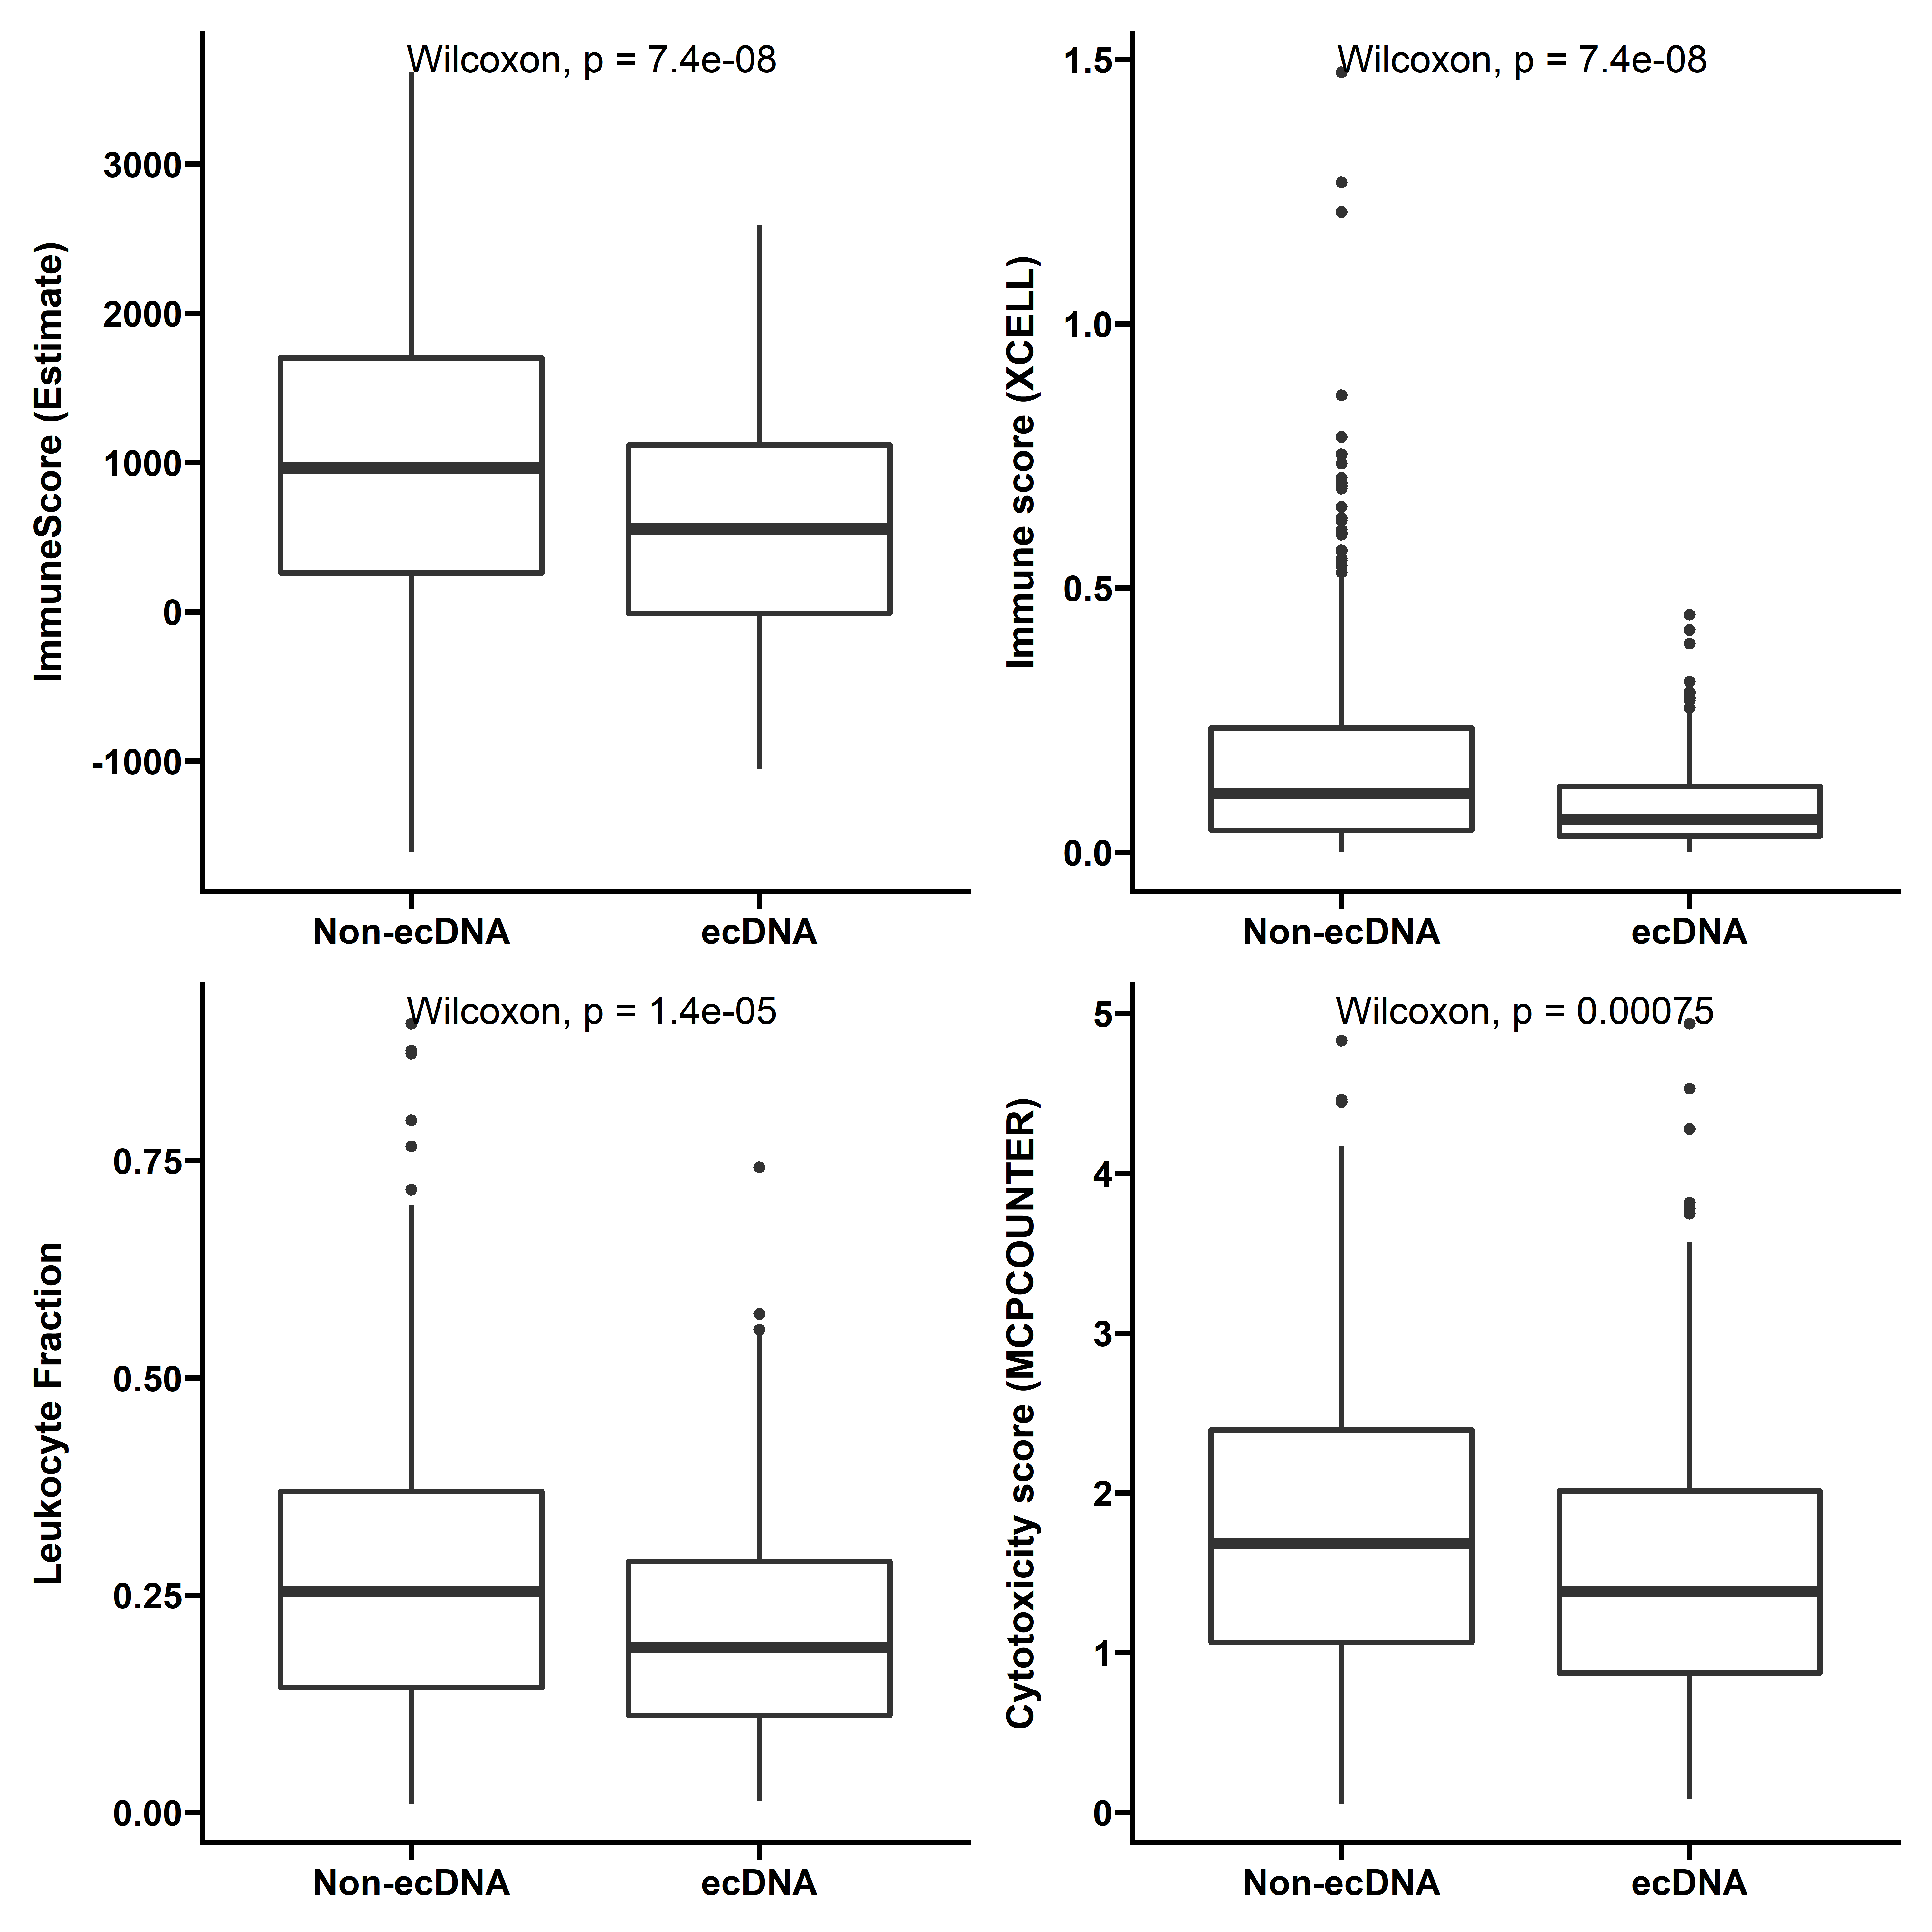 Wilcoxon, p = 7.4e-08
ImmuneScore (Estimate)
3000
2000
1000
0
-1000
Non-ecDNA ecDNA
Wilcoxon, p = 7.4e-08
Immune score (XCELL)
1.5
1.0
0.5
0.0
Non-ecDNA ecDNA
Wilcoxon, p = 1.4e-05
Leukocyte Fraction
0.75
0.50
0.25
0.00
Non-ecDNA ecDNA
Wilcoxon, p = 0.00075
Cytotoxicity score (MCPCOUNTER)
5
4
3
2
1
0
Non-ecDNA ecDNA